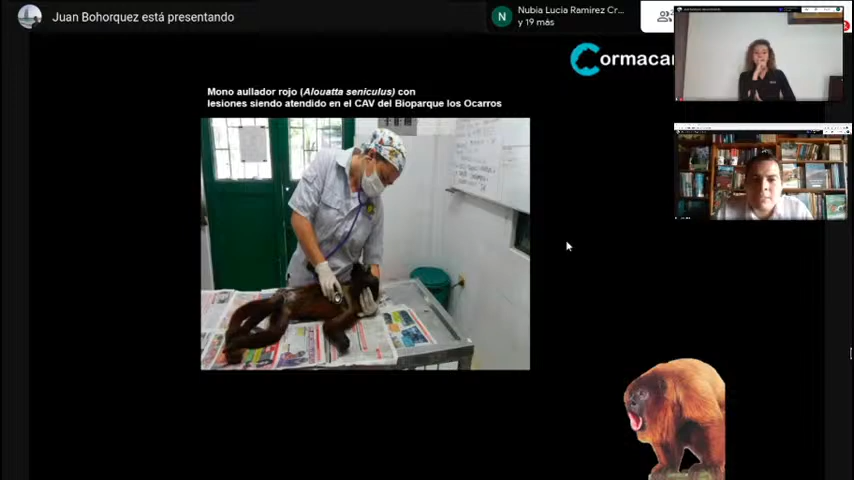 Juan Bohorquez está presentando
N
Nubia Lucia Ramirez Cr...
y 19 más
Cormacar
Mono aullador rojo (Alouatta seniculus) con
lesiones siendo atendido en el CAV del Bioparque los Ocarros